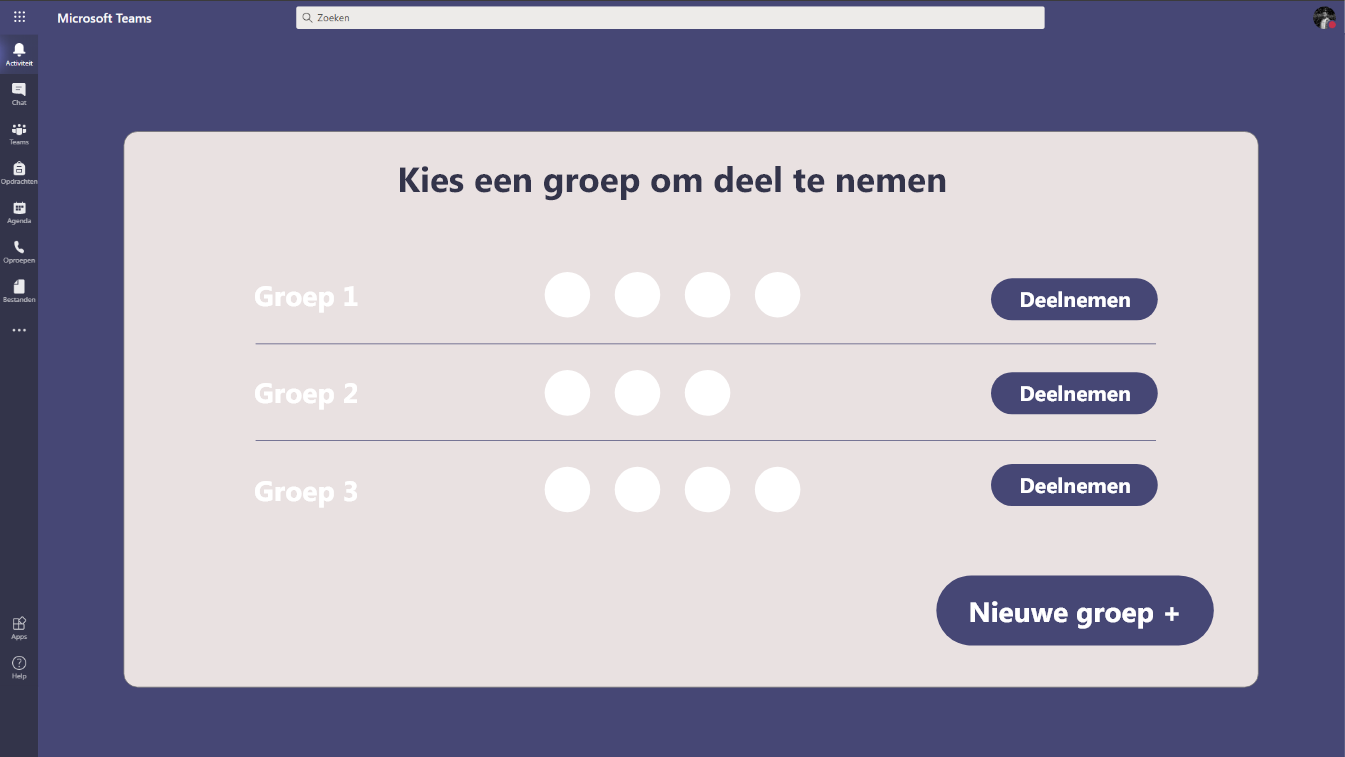 Microsoft Teams
Zoeken
Activiteit
Chat
Teams
Opdrachten
Agenda
Oproepen
Bestanden
Apps
Help
Kies een groep om deel te nemen
Groep 1
Deelnemen
Groep 2
Deelnemen
Groep 3
Deelnemen
Nieuwe groep +